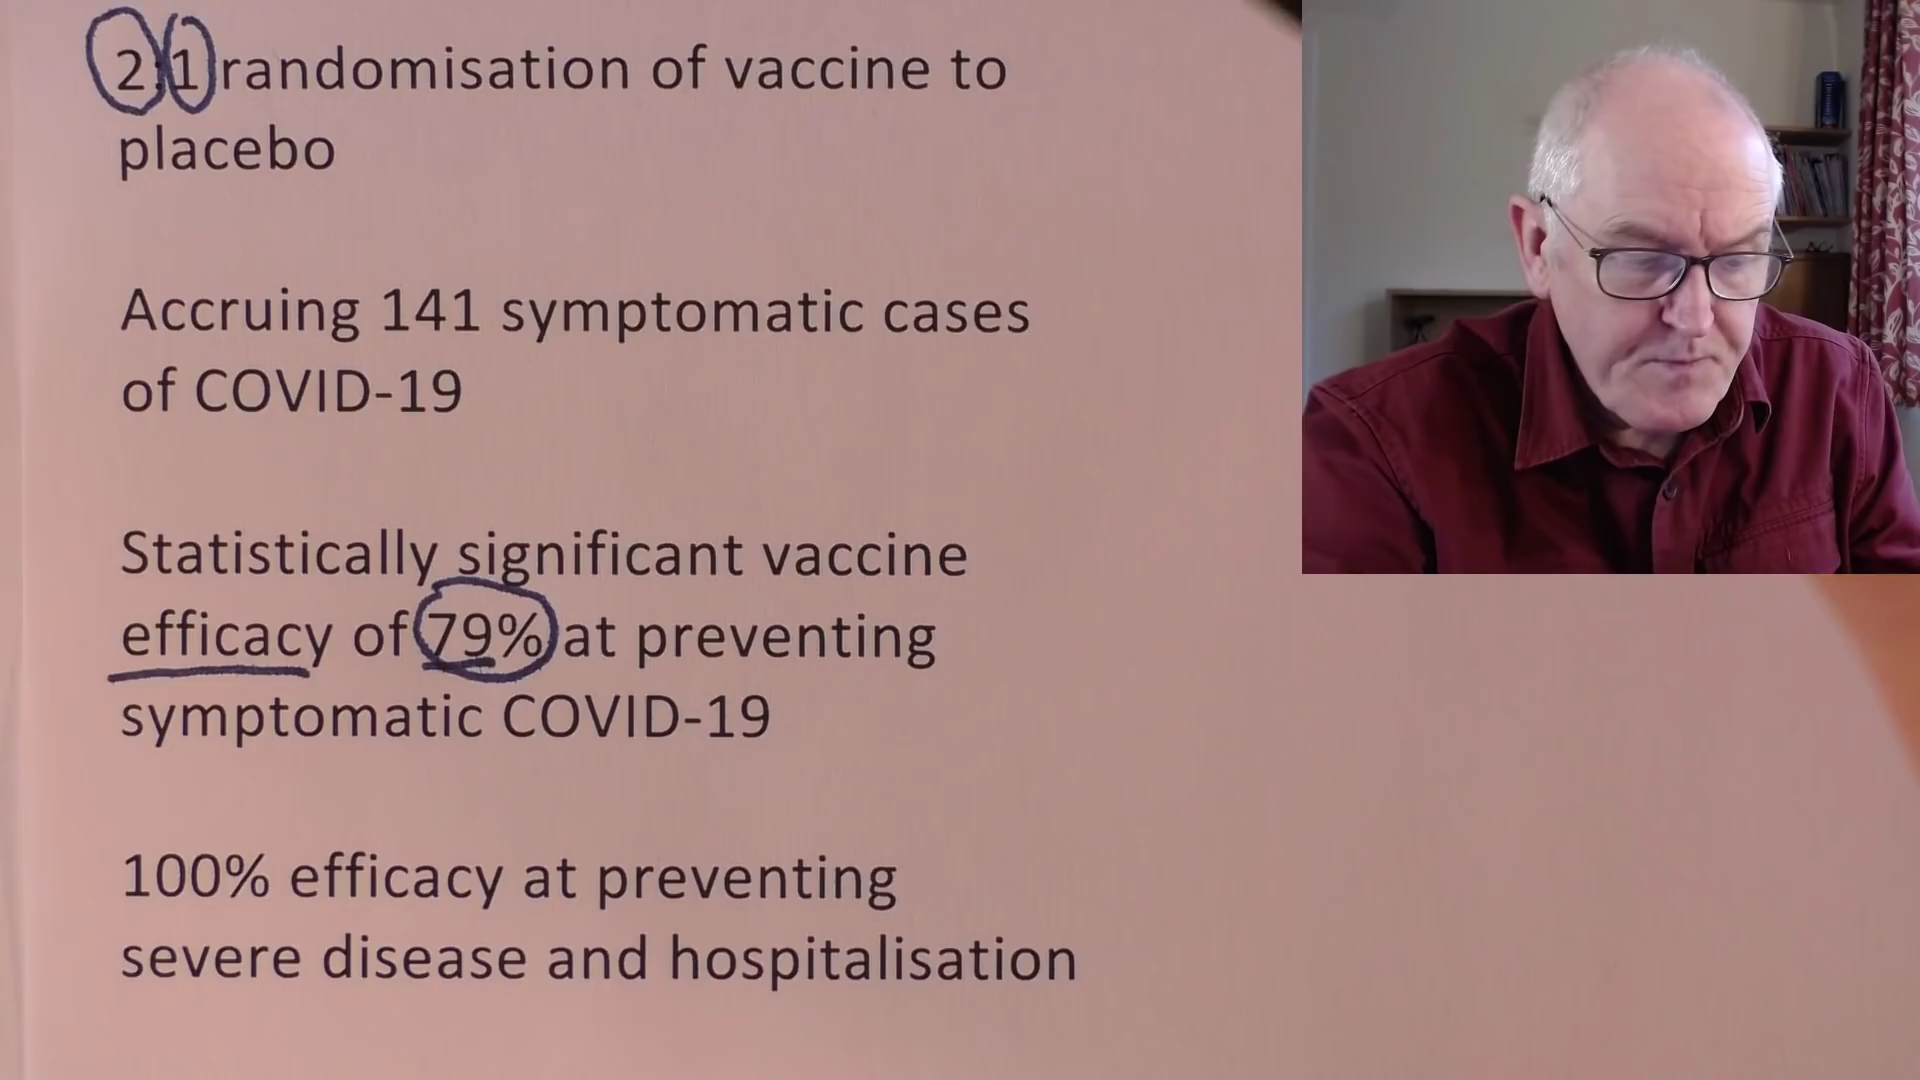 2:1 randomisation of vaccine to
placebo
Accruing 141 symptomatic cases
of COVID-19
Statistically significant vaccine
efficacy of 79% at preventing
symptomatic COVID-19
100% efficacy at preventing
severe disease and hospitalisation